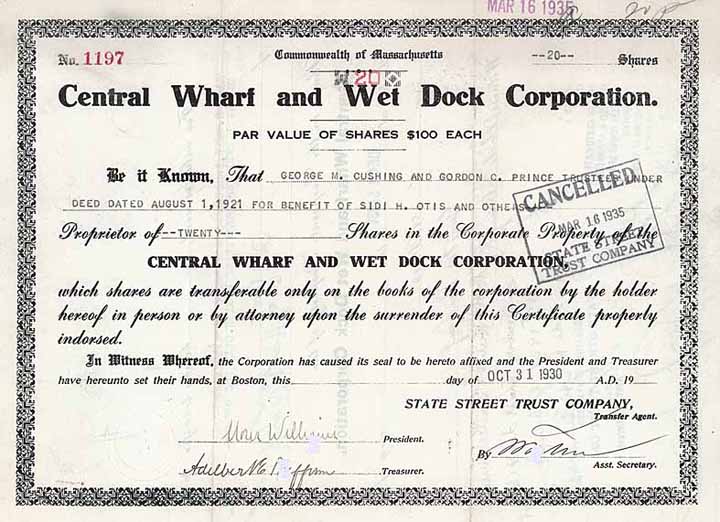 MAR 16 1935
No. 1197 Commonwealth of Massachusetts --20-- Shares
20
Central Wharf and Wet Dock Corporation.
PAR VALUE OF SHARES $100 EACH
Be it Known, That GEORGE M. CUSHING AND GORDON C. PRINCE TRUSTEES UNDER
DEED DATED AUGUST 1, 1921 FOR BENEFIT OF SIDI H. OTIS AND OTHERS
Proprietor of --TWENTY--- Shares in the Corporate Property of the
CENTRAL WHARF AND WET DOCK CORPORATION,
which shares are transferable only on the books of the corporation by the holder
hereof in person or by attorney upon the surrender of this Certificate properly
indorsed.
CANCELLED
MAR 16 1935
STATE STREET
TRUST COMPANY
In Witness Whereof, the Corporation has caused its seal to be hereto affixed and the President and Treasurer
have hereunto set their hands, at Boston, this day of OCT 31 1930 A.D. 19
STATE STREET TRUST COMPANY,
Transfer Agent.
Moses Williams President.
By
Asst. Secretary.
Treasurer.